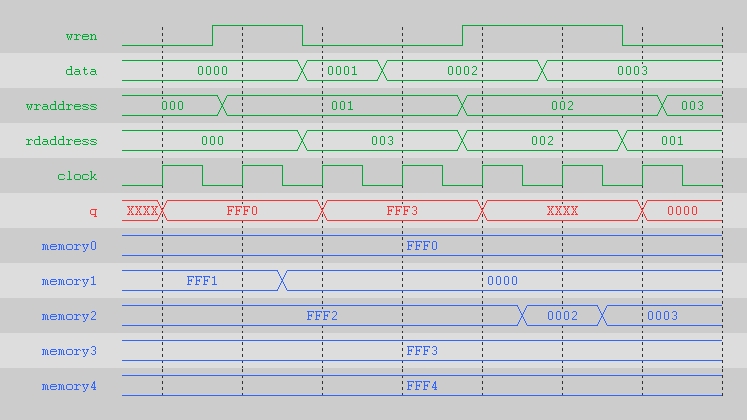 wren
data 0000 0001 0002 0003
wraddress 000 001 002 003
rdaddress 000 003 002 001
clock
q XXXX FFF0 FFF3 XXXX 0000
memory0 FFF0
memory1 FFF1 0000
memory2 FFF2 0002 0003
memory3 FFF3
memory4 FFF4